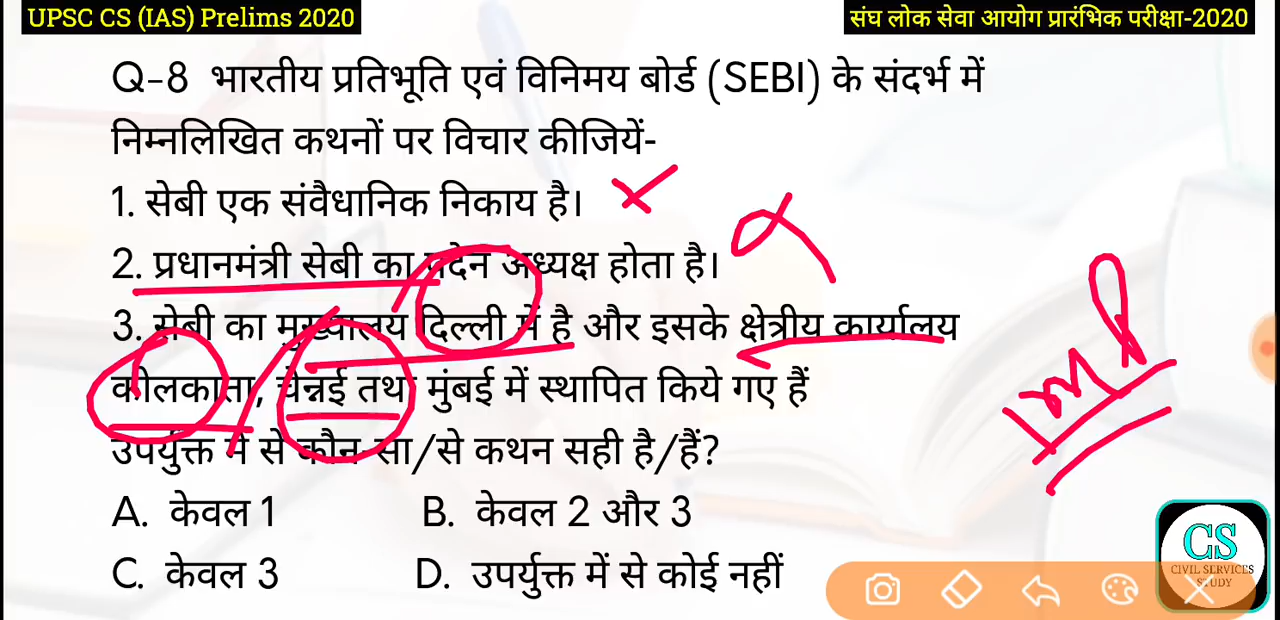 UPSC CS (IAS) Prelims 2020
संघ लोक सेवा आयोग प्रारंभिक परीक्षा-2020
Q-8 भारतीय प्रतिभूति एवं विनिमय बोर्ड (SEBI) के संदर्भ में
निम्नलिखित कथनों पर विचार कीजियें-
1. सेबी एक संवैधानिक निकाय है।
2. प्रधानमंत्री सेबी का पदेन अध्यक्ष होता है।
3. सेबी का मुख्यालय दिल्ली में है और इसके क्षेत्रीय कार्यालय
कोलकाता, चेन्नई तथा मुंबई में स्थापित किये गए हैं
उपर्युक्त में से कौन-सा/से कथन सही है/हैं?
A. केवल 1 B. केवल 2 और 3
C. केवल 3 D. उपर्युक्त में से कोई नहीं
Imp
CS
CIVIL SERVICES
STUDY